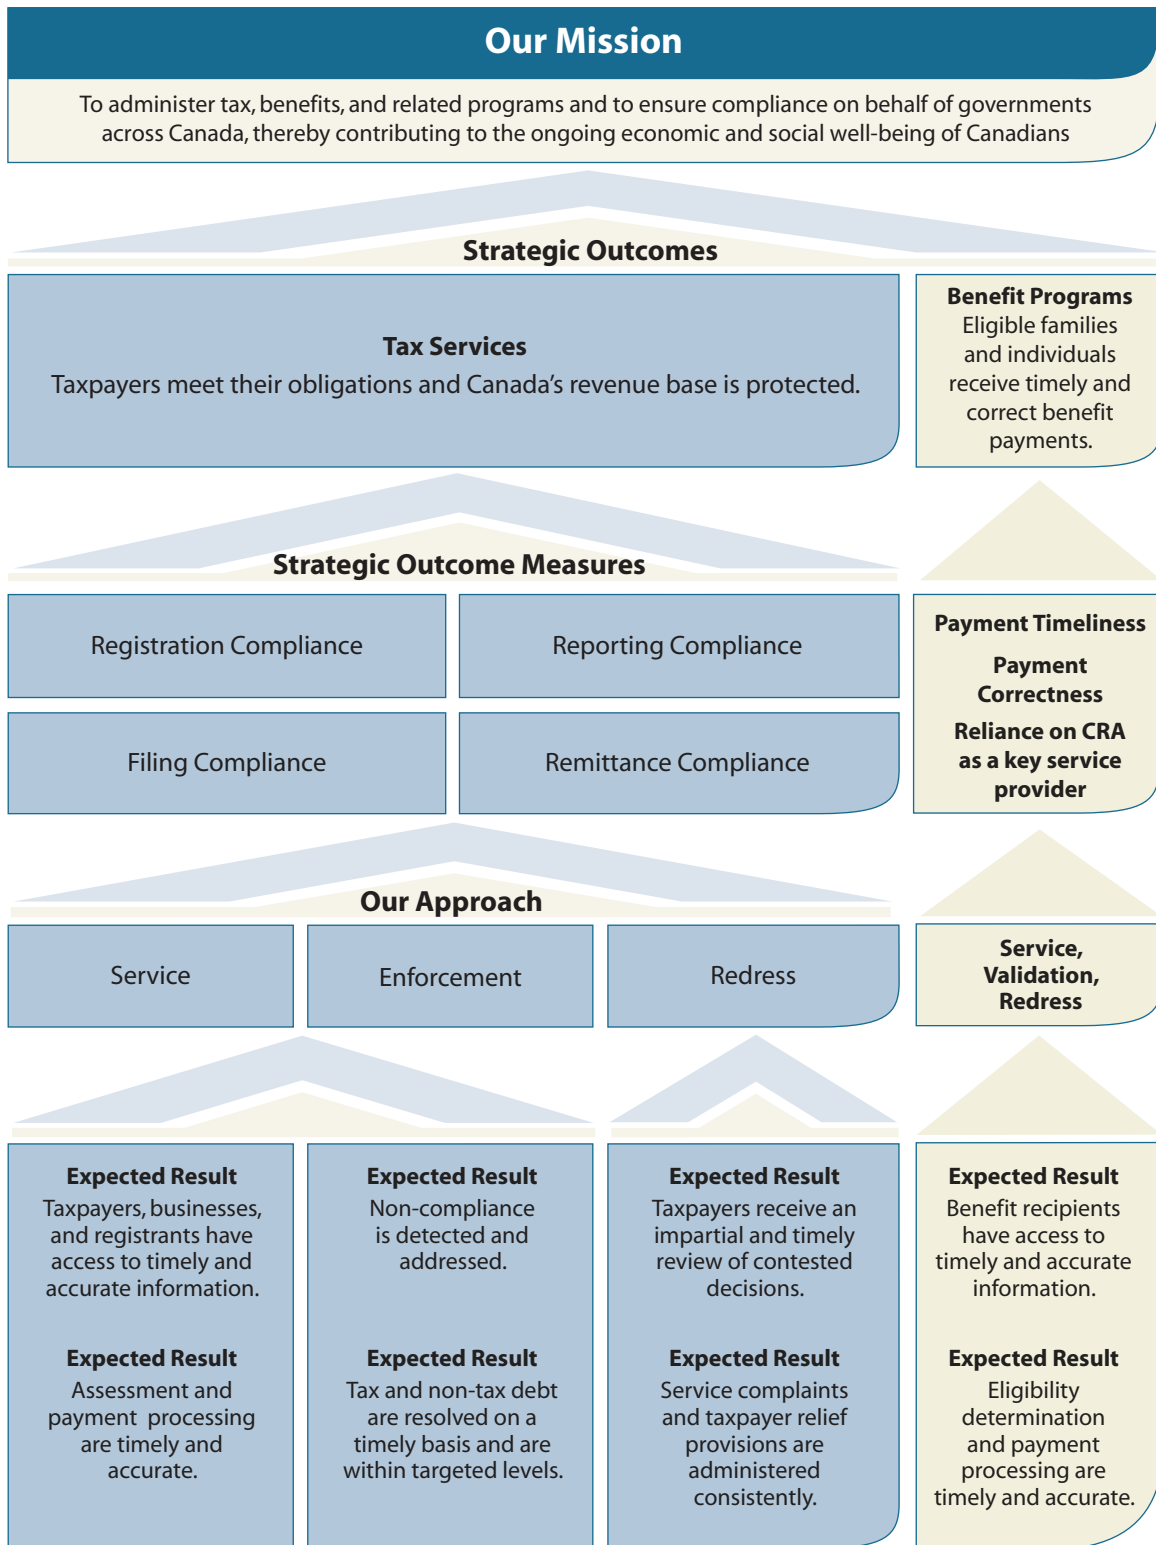 Our Mission
To administer tax, benefits, and related programs and to ensure compliance on behalf of governments
across Canada, thereby contributing to the ongoing economic and social well-being of Canadians
Strategic Outcomes
Tax Services
Taxpayers meet their obligations and Canada’s revenue base is protected.
Benefit Programs
Eligible families
and individuals
receive timely and
correct benefit
payments.
Strategic Outcome Measures
Registration Compliance
Reporting Compliance
Filing Compliance
Remittance Compliance
Payment Timeliness
Payment
Correctness
Reliance on CRA
as a key service
provider
Our Approach
Service
Enforcement
Redress
Service,
Validation,
Redress
Expected Result
Taxpayers, businesses,
and registrants have
access to timely and
accurate information.
Expected Result
Assessment and
payment processing
are timely and
accurate.
Expected Result
Non-compliance
is detected and
addressed.
Expected Result
Tax and non-tax debt
are resolved on a
timely basis and are
within targeted levels.
Expected Result
Taxpayers receive an
impartial and timely
review of contested
decisions.
Expected Result
Service complaints
and taxpayer relief
provisions are
administered
consistently.
Expected Result
Benefit recipients
have access to
timely and accurate
information.
Expected Result
Eligibility
determination
and payment
processing are
timely and accurate.